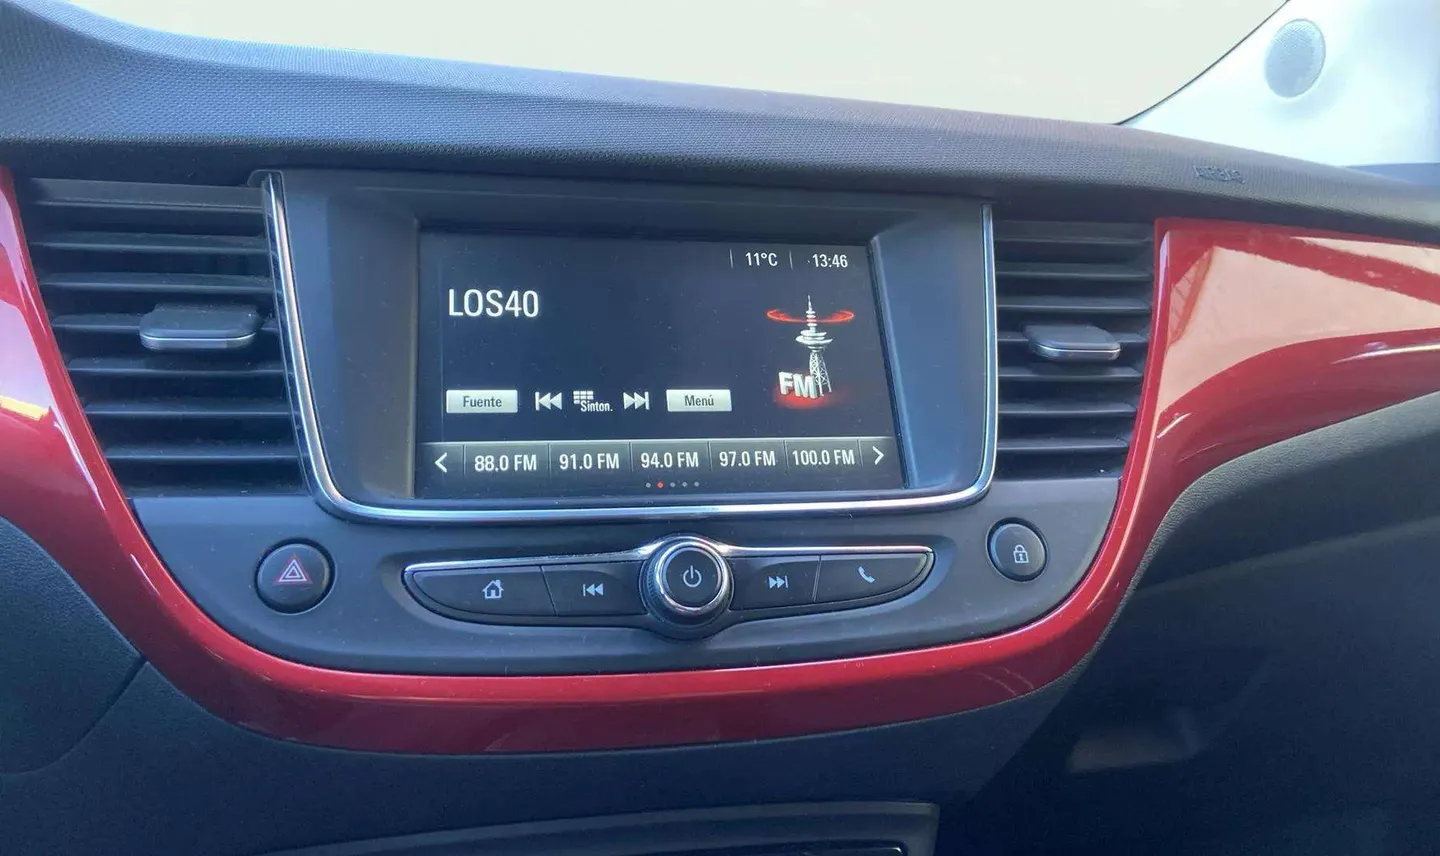 AIRBAG
11°C 13:46
LOS40
FM
Fuente Sinton. Menú
88.0 FM 91.0 FM 94.0 FM 97.0 FM 100.0 FM